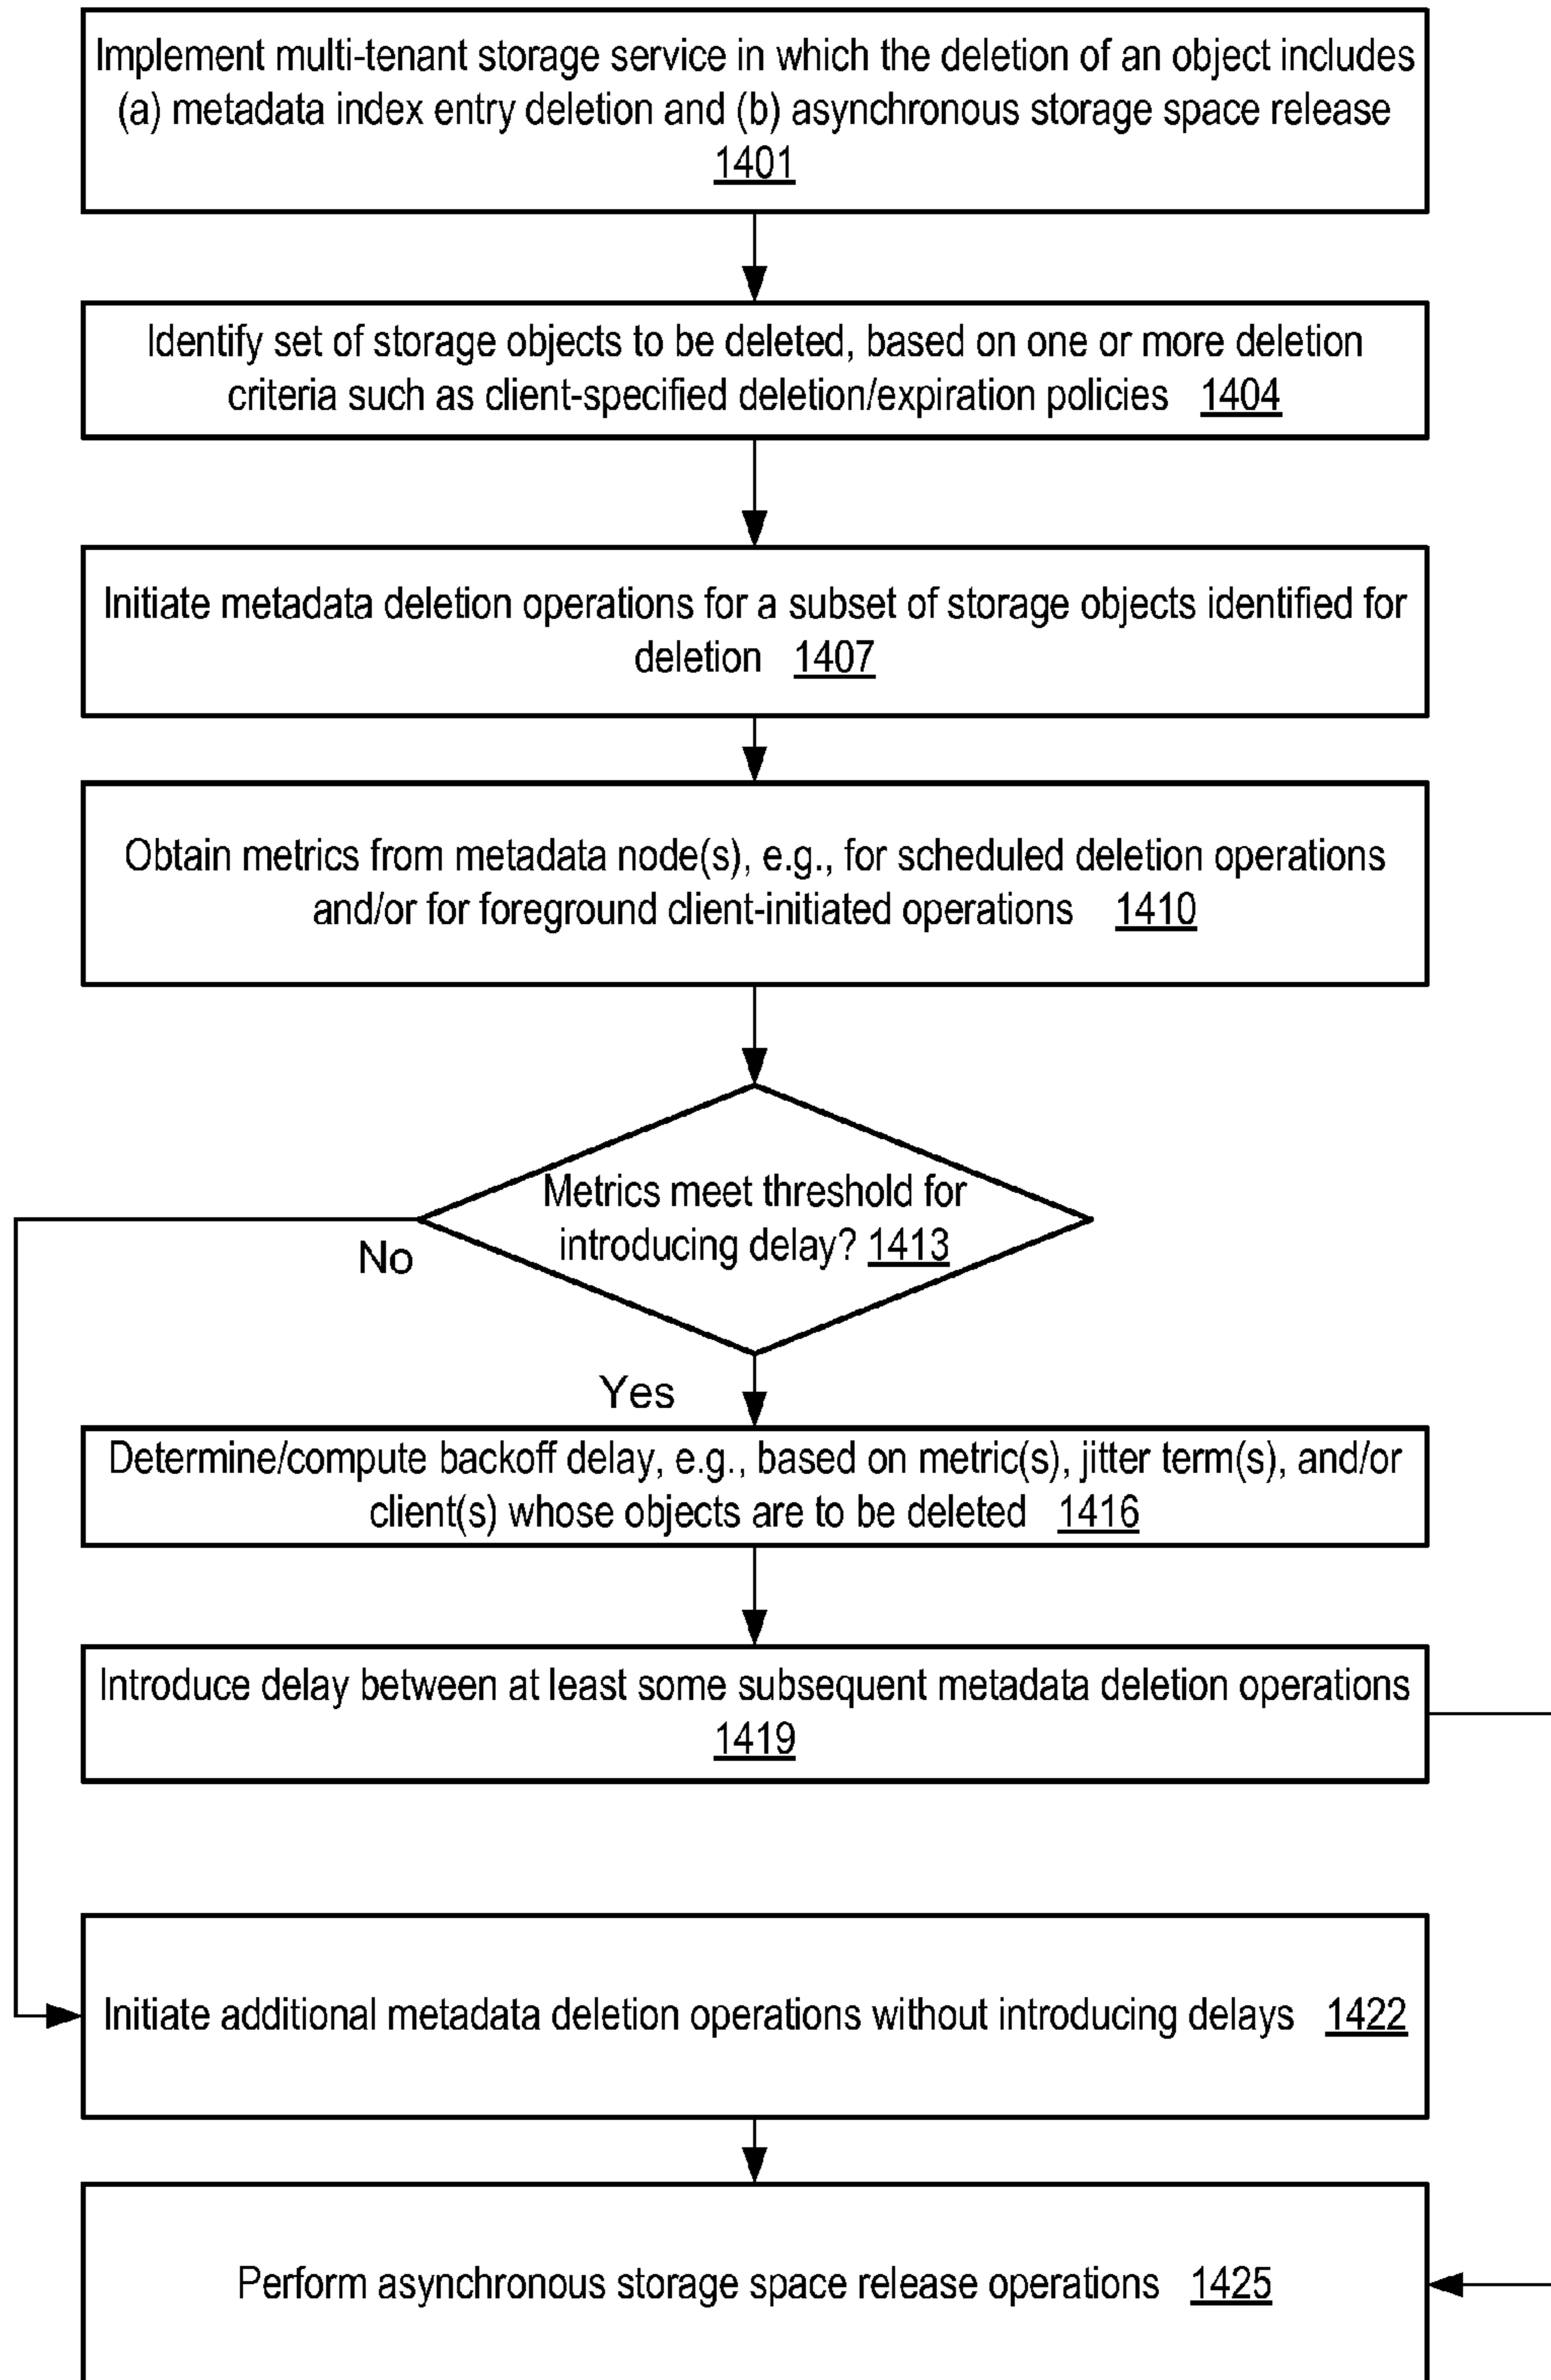 Implement multi-tenant storage service in which the deletion of an object includes
(a) metadata index entry deletion and (b) asynchronous storage space release
1401
Identify set of storage objects to be deleted, based on one or more deletion
criteria such as client-specified deletion/expiration policies 1404
Initiate metadata deletion operations for a subset of storage objects identified for
deletion 1407
Obtain metrics from metadata node(s), e.g., for scheduled deletion operations
and/or for foreground client-initiated operations 1410
Metrics meet threshold for
introducing delay? 1413
No
Yes
Determine/compute backoff delay, e.g., based on metric(s), jitter term(s), and/or
client(s) whose objects are to be deleted 1416
Introduce delay between at least some subsequent metadata deletion operations
1419
Initiate additional metadata deletion operations without introducing delays 1422
Perform asynchronous storage space release operations 1425